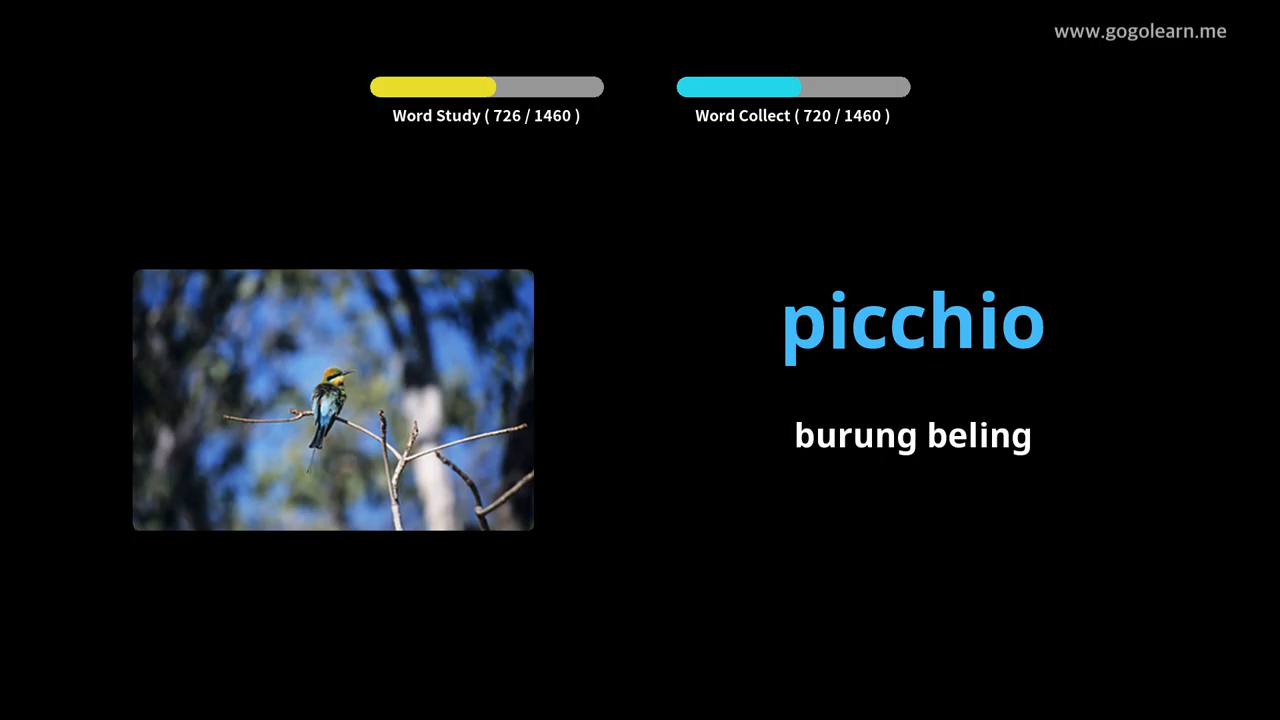 www.gogolearn.me
Word Study ( 726 / 1460 )
Word Collect ( 720 / 1460 )
picchio
burung beling